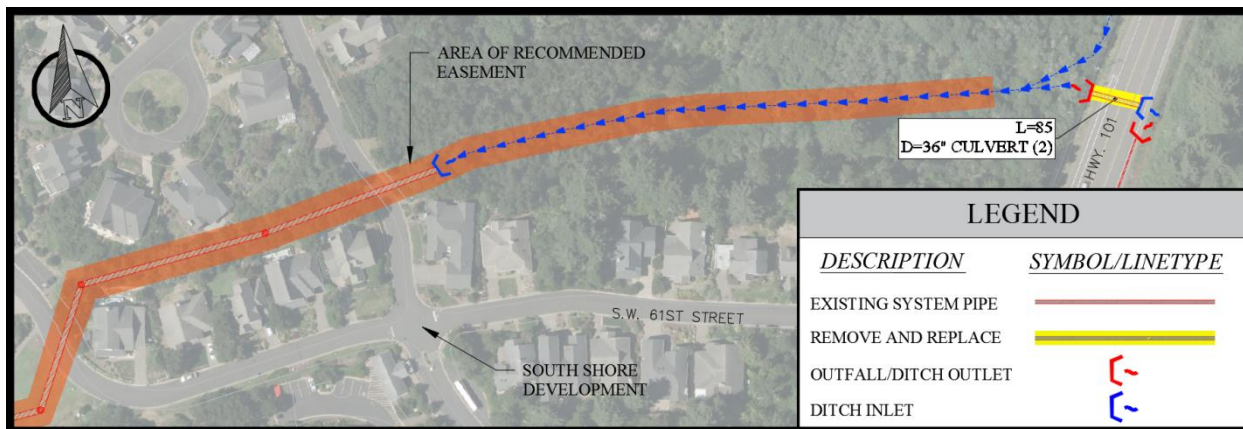 AREA OF RECOMMENDED
EASEMENT
N
L=85
D=36" CULVERT (2)
HWY. 101
S.W. 61ST STREET
SOUTH SHORE
DEVELOPMENT
LEGEND
DESCRIPTION SYMBOL/LINETYPE
EXISTING SYSTEM PIPE
REMOVE AND REPLACE
OUTFALL/DITCH OUTLET
DITCH INLET